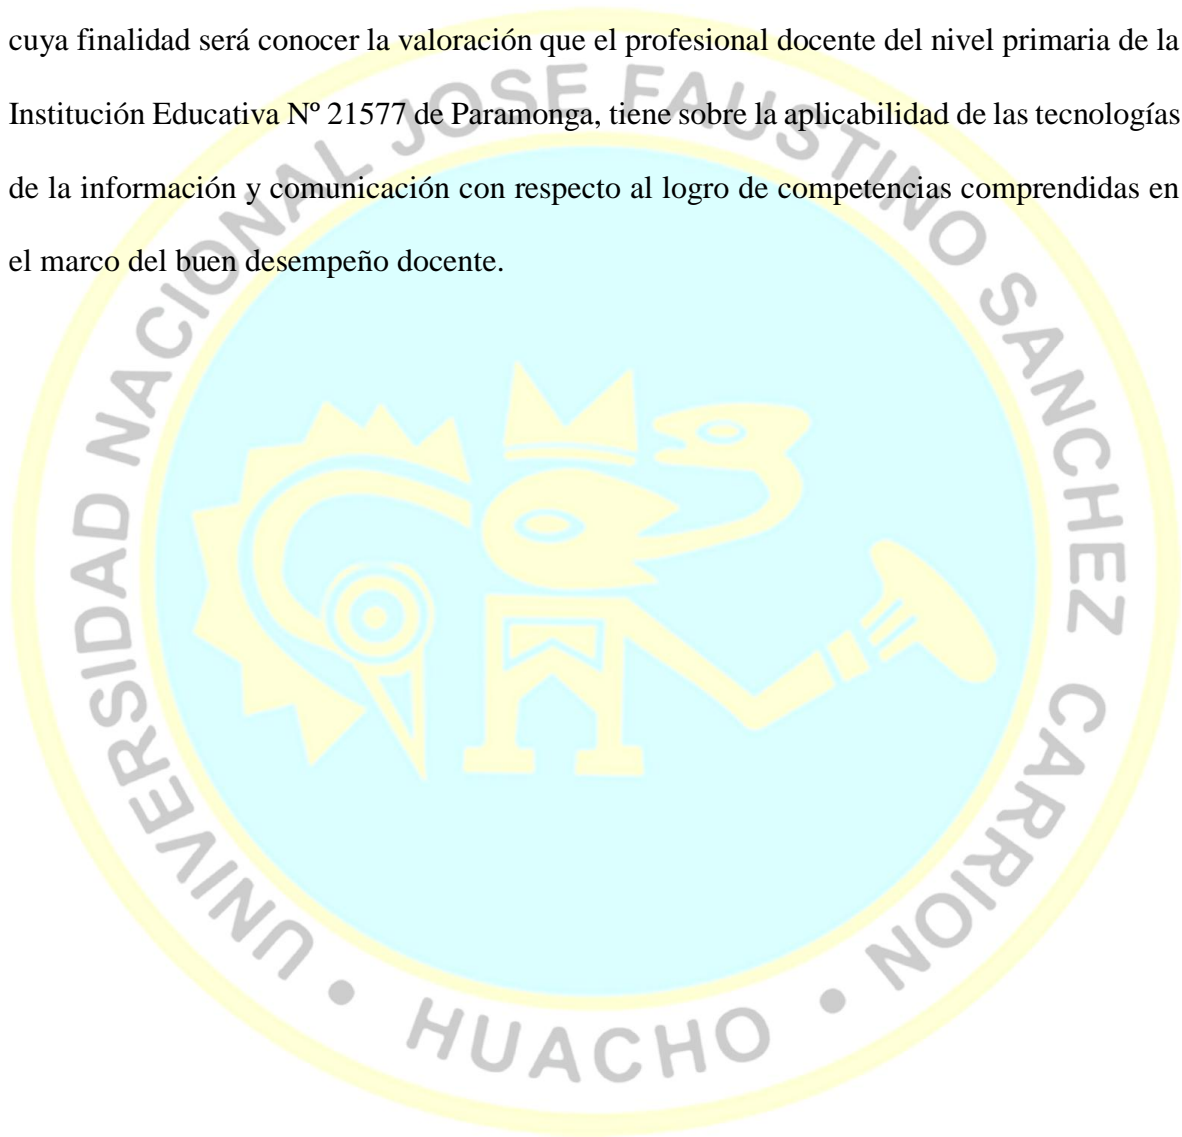 cuya finalidad será conocer la valoración que el profesional docente del nivel primaria de la
Institución Educativa Nº 21577 de Paramonga, tiene sobre la aplicabilidad de las tecnologías
de la información y comunicación con respecto al logro de competencias comprendidas en
el marco del buen desempeño docente.
UNIVERSIDAD NACIONAL JOSE FAUSTINO SANCHEZ CARRION • HUACHO •